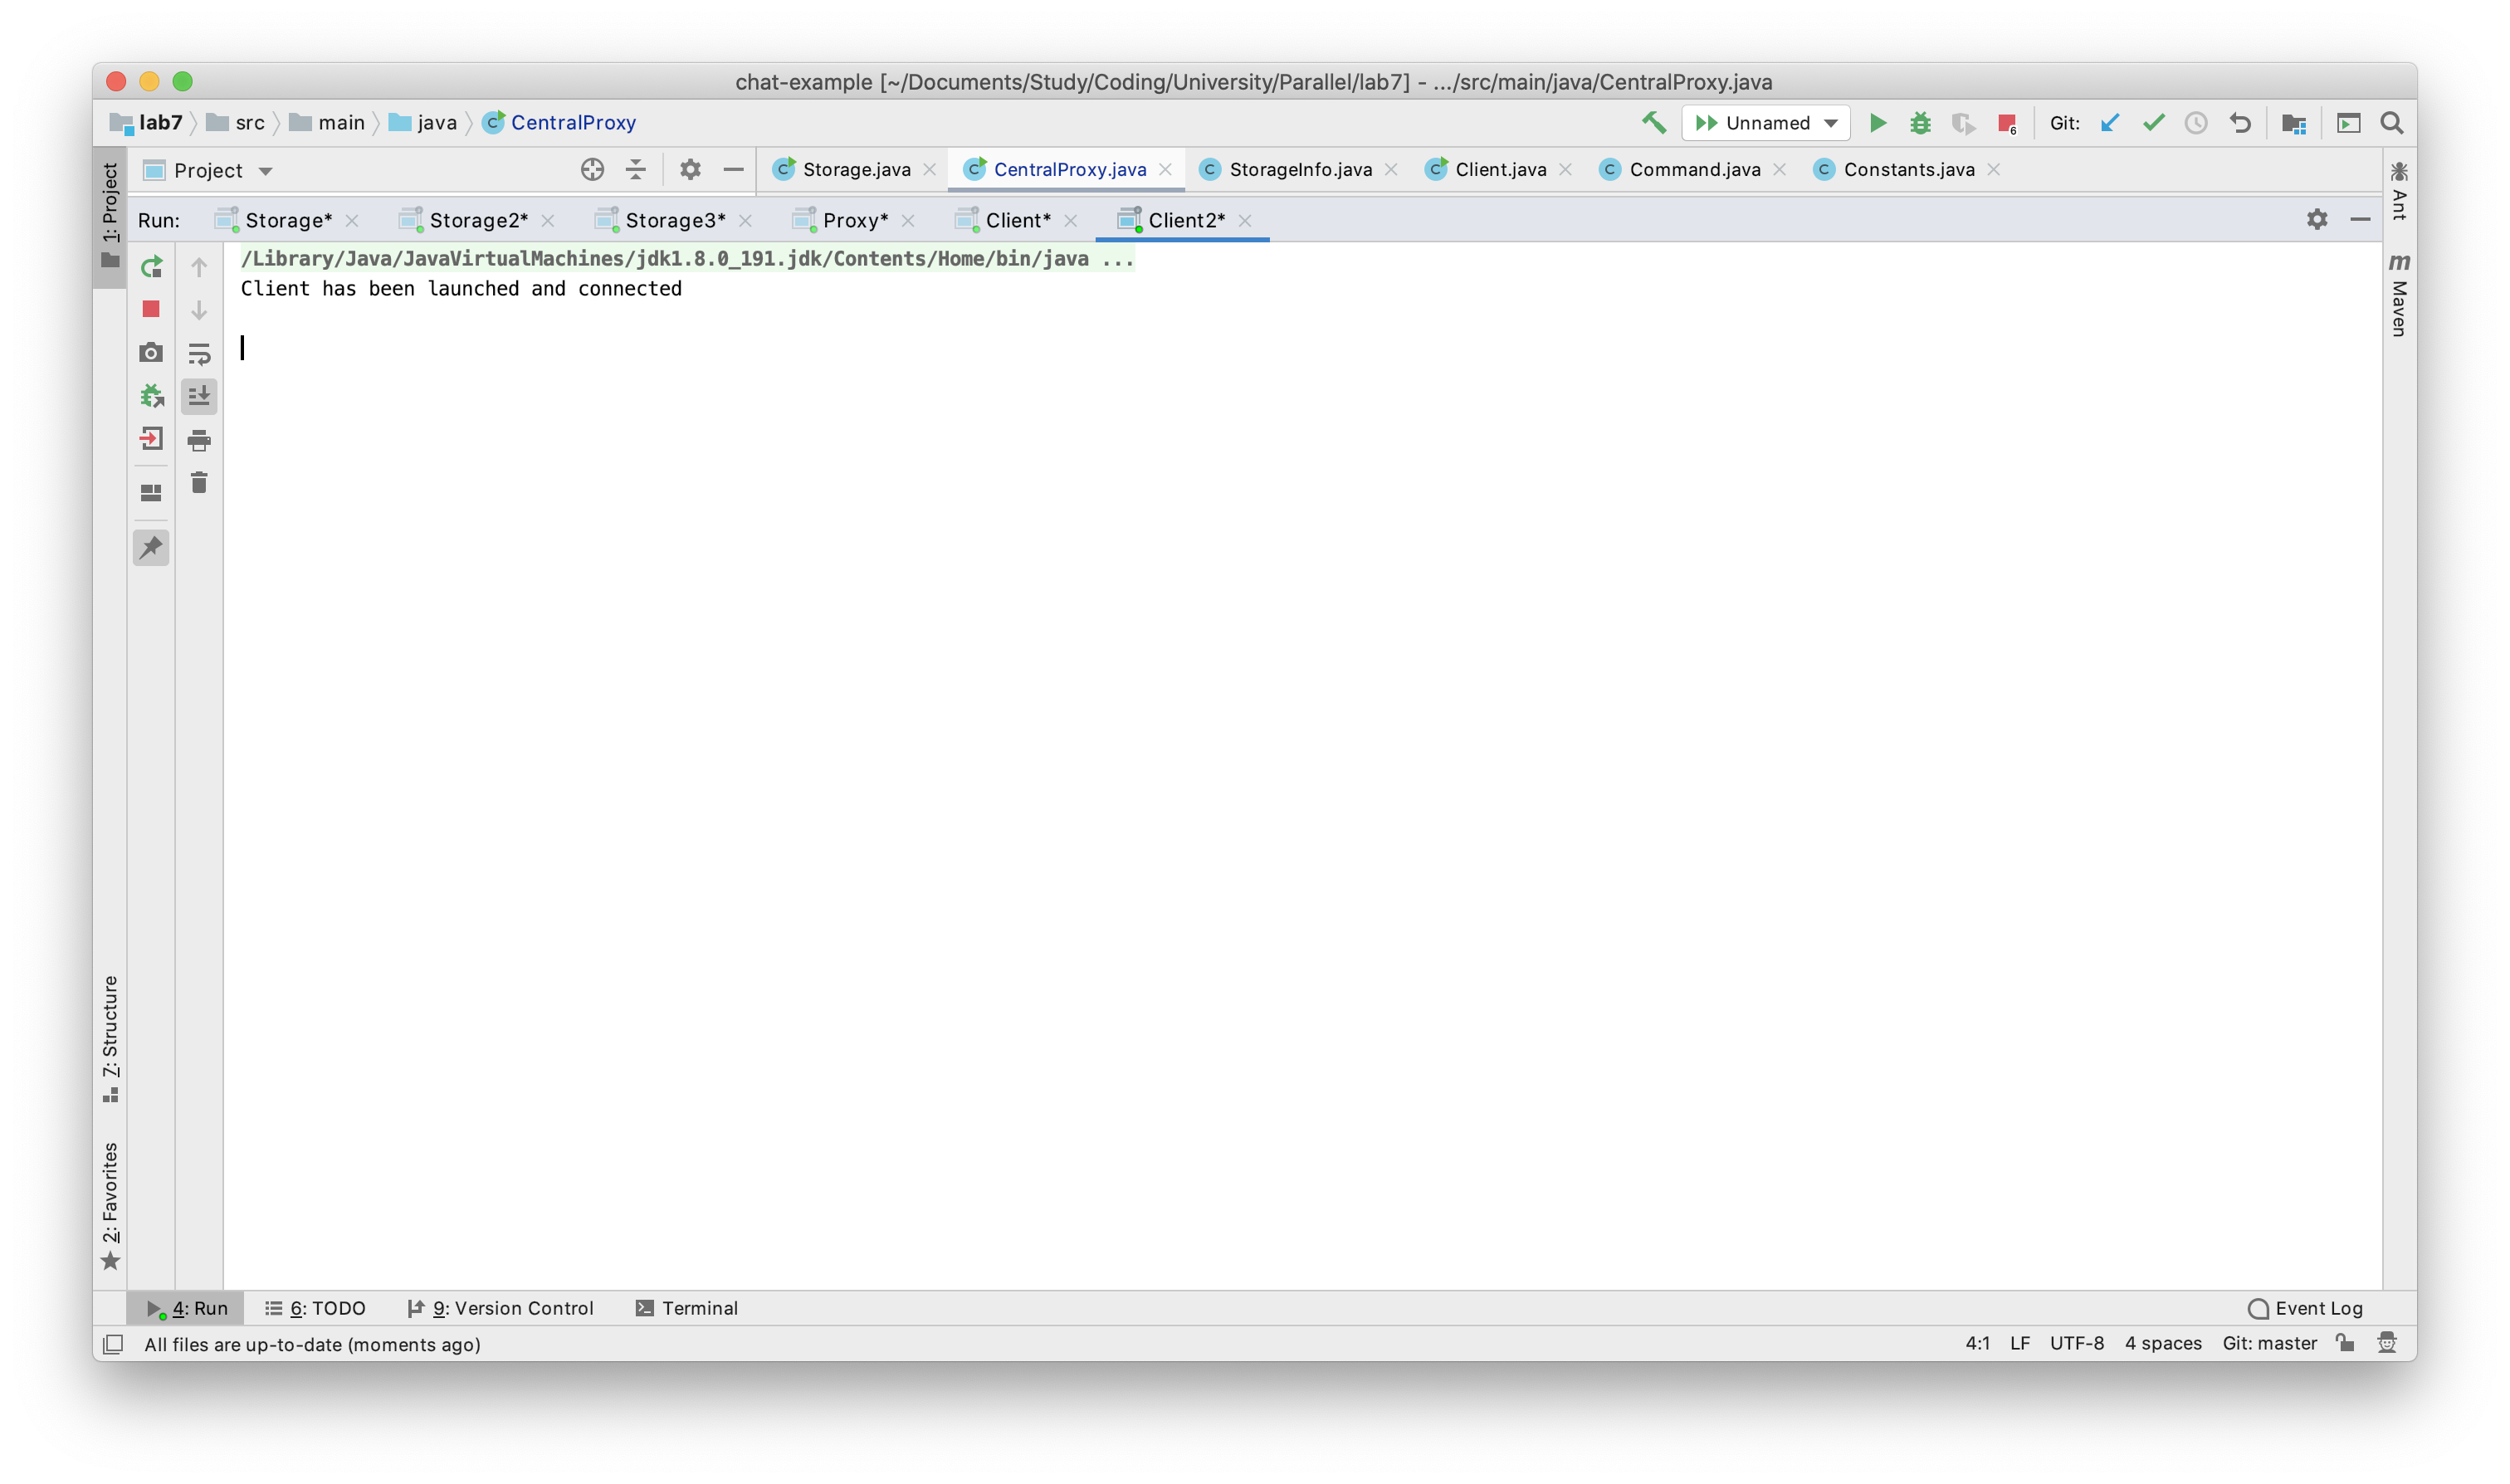 chat-example [~/Documents/Study/Coding/University/Parallel/lab7] - .../src/main/java/CentralProxy.java
lab7 src main java CentralProxy Unnamed 6 Git:
1: Project Project Storage.java CentralProxy.java StorageInfo.java Client.java Command.java Constants.java Ant
Run: Storage* Storage2* Storage3* Proxy* Client* Client2*
/Library/Java/JavaVirtualMachines/jdk1.8.0_191.jdk/Contents/Home/bin/java ...
Client has been launched and connected
m Maven
7: Structure
2: Favorites
4: Run 6: TODO 9: Version Control Terminal Event Log
All files are up-to-date (moments ago) 4:1 LF UTF-8 4 spaces Git: master